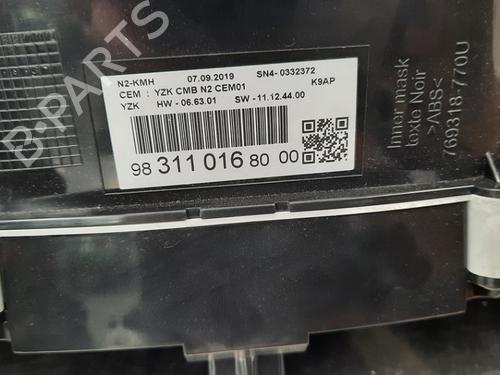 N2-KMH 07.09.2019 SN4- 0332372
CEM : YZK CMB N2 CEM01
YZK HW - 06.63.01 SW - 11.12.44.00 K9AP
98 311 016 80 00
Inner mask
texte Noir
>ABS<
769318-770U
B-PARTS